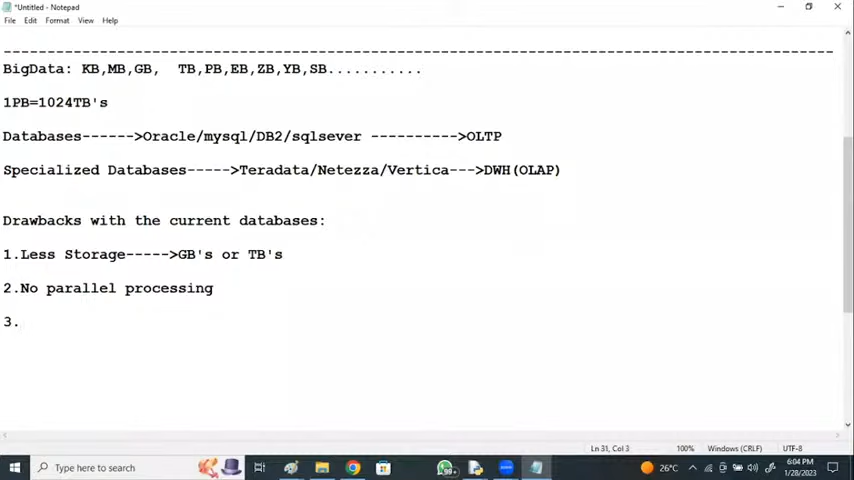 *Untitled - Notepad
File Edit Format View Help
BigData: KB,MB,GB, TB,PB,EB,ZB,YB,SB...........
1PB=1024TB's
Databases------>Oracle/mysql/DB2/sqlsever ---------->OLTP
Specialized Databases----->Teradata/Netezza/Vertica--->DWH(OLAP)
Drawbacks with the current databases:
1.Less Storage----->GB's or TB's
2.No parallel processing
3.
Ln 31, Col 3 100% Windows (CRLF) UTF-8
Type here to search 99+ 26°C 6:04 PM
1/28/2023